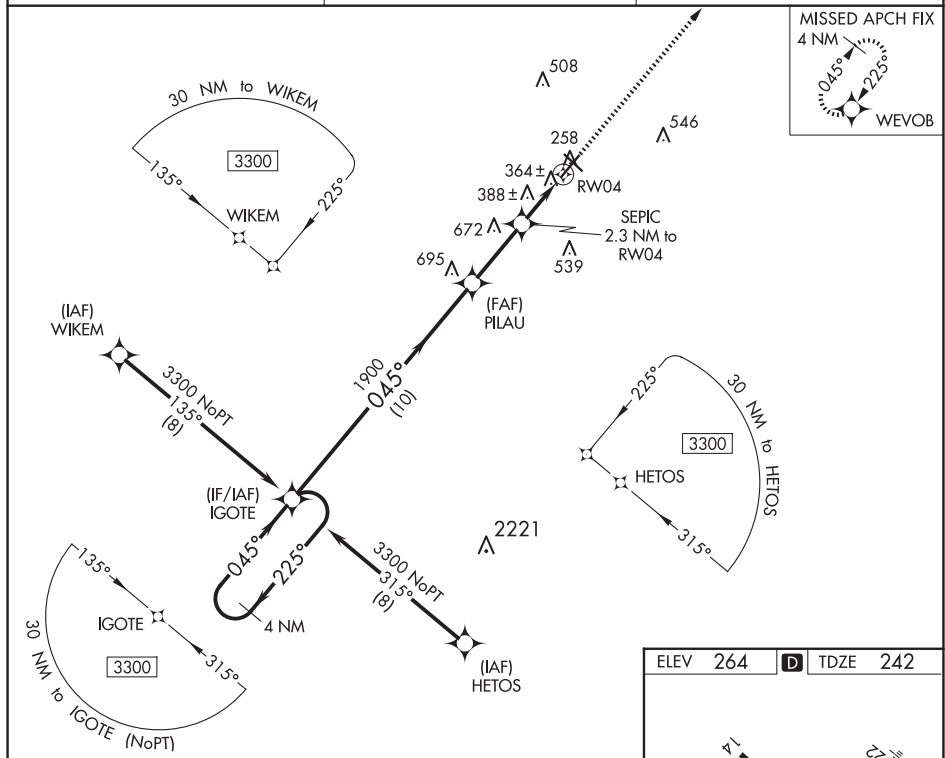 MISSED APCH FIX
4 NM
045°
225°
WEVOB
508
546
258
364 ±
RW04
388 ±
SEPIC
2.3 NM to
RW04
672
539
695
(FAF)
PILAU
30 NM to WIKEM
3300
135°
225°
WIKEM
(IAF)
WIKEM
3300 NoPT
135°
(8)
1900
045°
(10)
225°
30 NM to HETOS
3300
HETOS
315°
(IF/IAF)
IGOTE
045°
225°
4 NM
2221
3300 NoPT
315°
(8)
(IAF)
HETOS
135°
IGOTE
3300
315°
30 NM to IGOTE (NoPT)
ELEV 264 D TDZE 242
14
22